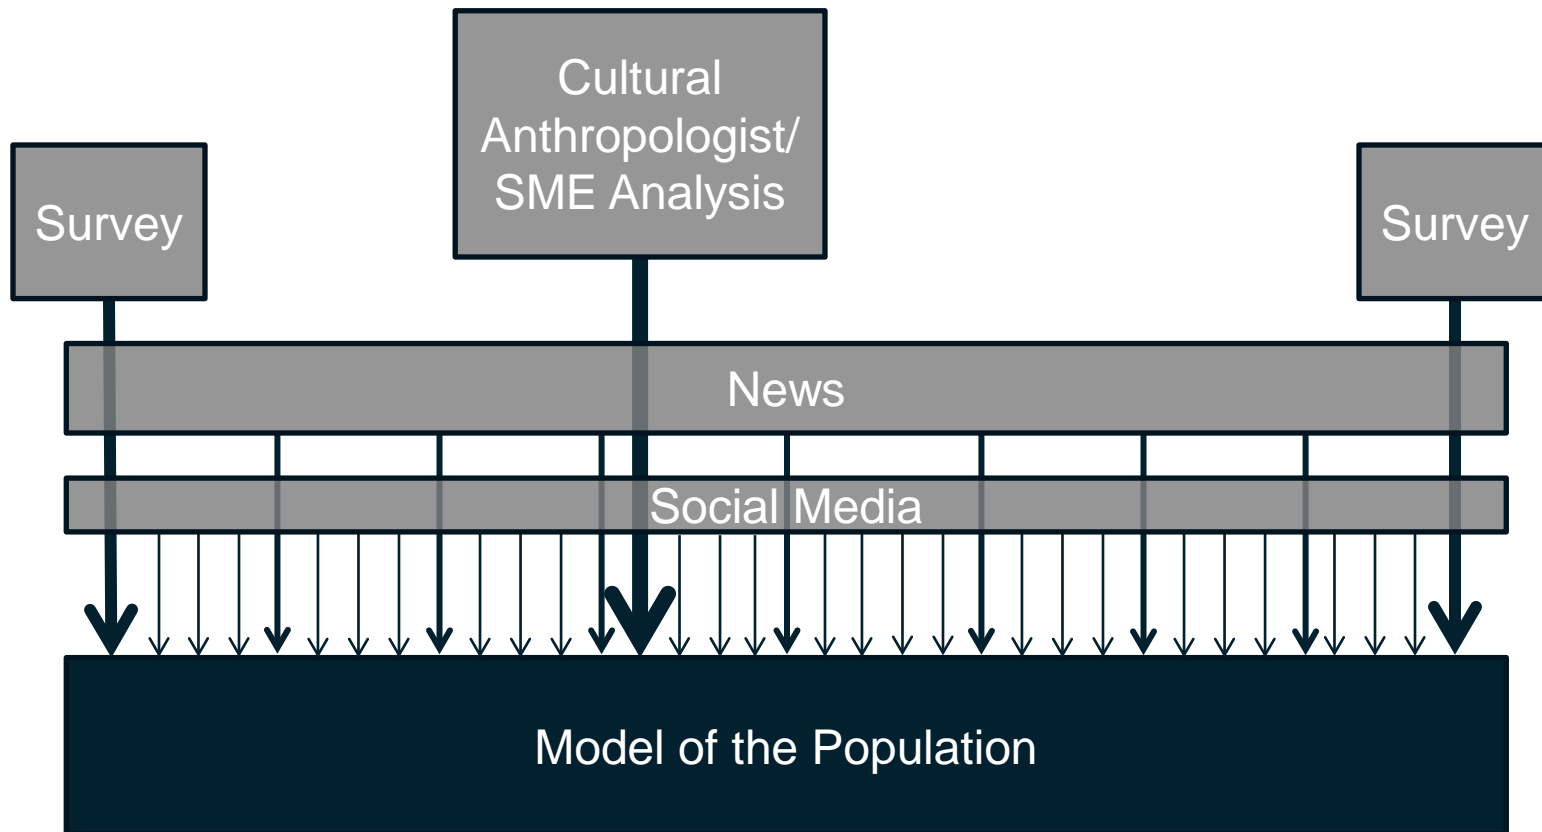 Cultural
Anthropologist/
SME Analysis
Survey
Survey
News
Social Media
Model of the Population